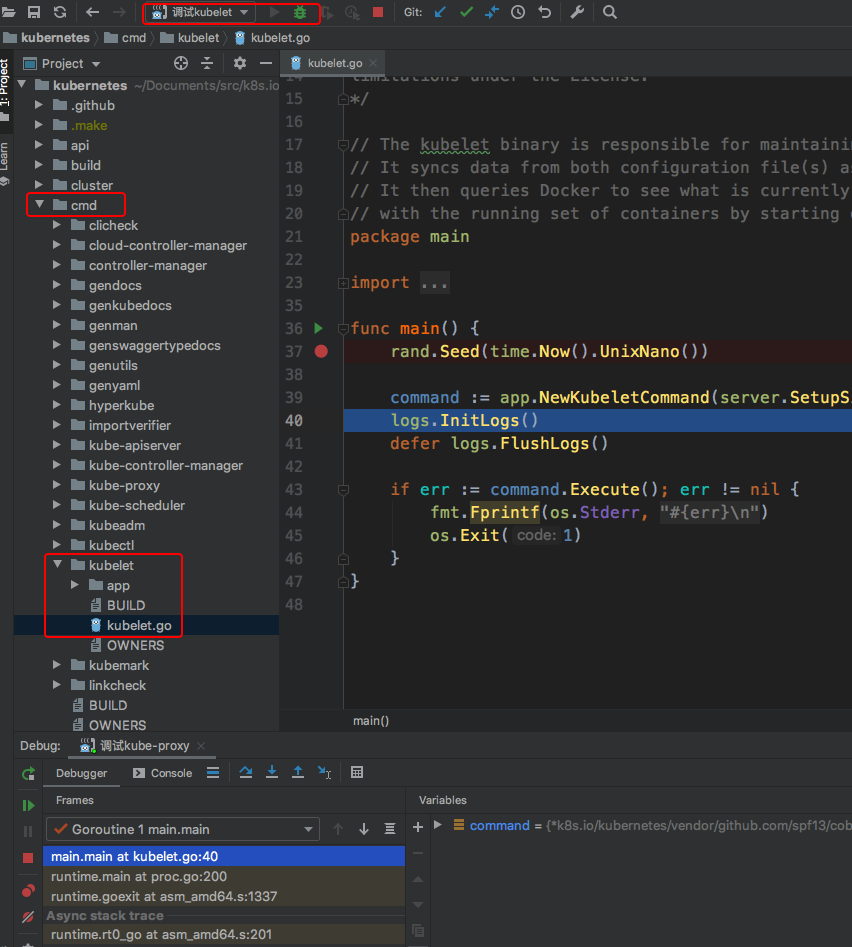 调试kubelet
Git:
kubernetes
cmd
kubelet
kubelet.go
1: Project
Learn
Project
kubernetes ~/Documents/src/k8s.io
.github
.make
api
build
cluster
cmd
clicheck
cloud-controller-manager
controller-manager
gendocs
genkubedocs
genman
genswaggertypedocs
genutils
genyaml
hyperkube
importverifier
kube-apiserver
kube-controller-manager
kube-proxy
kube-scheduler
kubeadm
kubectl
kubelet
app
BUILD
kubelet.go
OWNERS
kubemark
linkcheck
BUILD
OWNERS
kubelet.go
14 limitations under the License.
15 */
16
17 // The kubelet binary is responsible for maintaini
18 // It syncs data from both configuration file(s) a
19 // It then queries Docker to see what is currently
20 // with the running set of containers by starting
21 package main
22
23 import ...
35
36 func main() {
37 rand.Seed(time.Now().UnixNano())
38
39 command := app.NewKubeletCommand(server.SetupS
40 logs.InitLogs()
41 defer logs.FlushLogs()
42
43 if err := command.Execute(); err != nil {
44 fmt.Fprintf(os.Stderr, "#{err}\n")
45 os.Exit( code: 1)
46 }
47 }
48
main()
Debug:
调试kube-proxy
Debugger
Console
Frames
Variables
Goroutine 1 main.main
command = {*k8s.io/kubernetes/vendor/github.com/spf13/cob
main.main at kubelet.go:40
runtime.main at proc.go:200
runtime.goexit at asm_amd64.s:1337
Async stack trace
runtime.rt0_go at asm_amd64.s:201